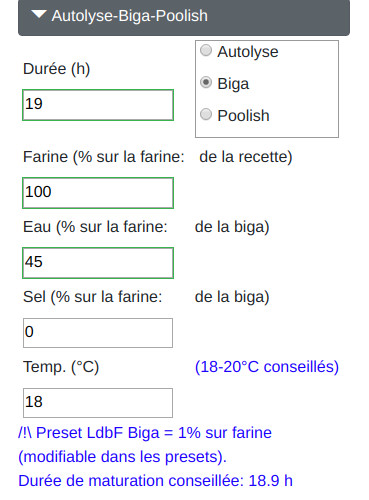 Autolyse-Biga-Poolish
Durée (h)
Autolyse
Biga
Poolish
19
Farine (% sur la farine: de la recette)
100
Eau (% sur la farine: de la biga)
45
Sel (% sur la farine: de la biga)
0
Temp. (°C) (18-20°C conseillés)
18
/!\ Preset LdbF Biga = 1% sur farine
(modifiable dans les presets).
Durée de maturation conseillée: 18.9 h